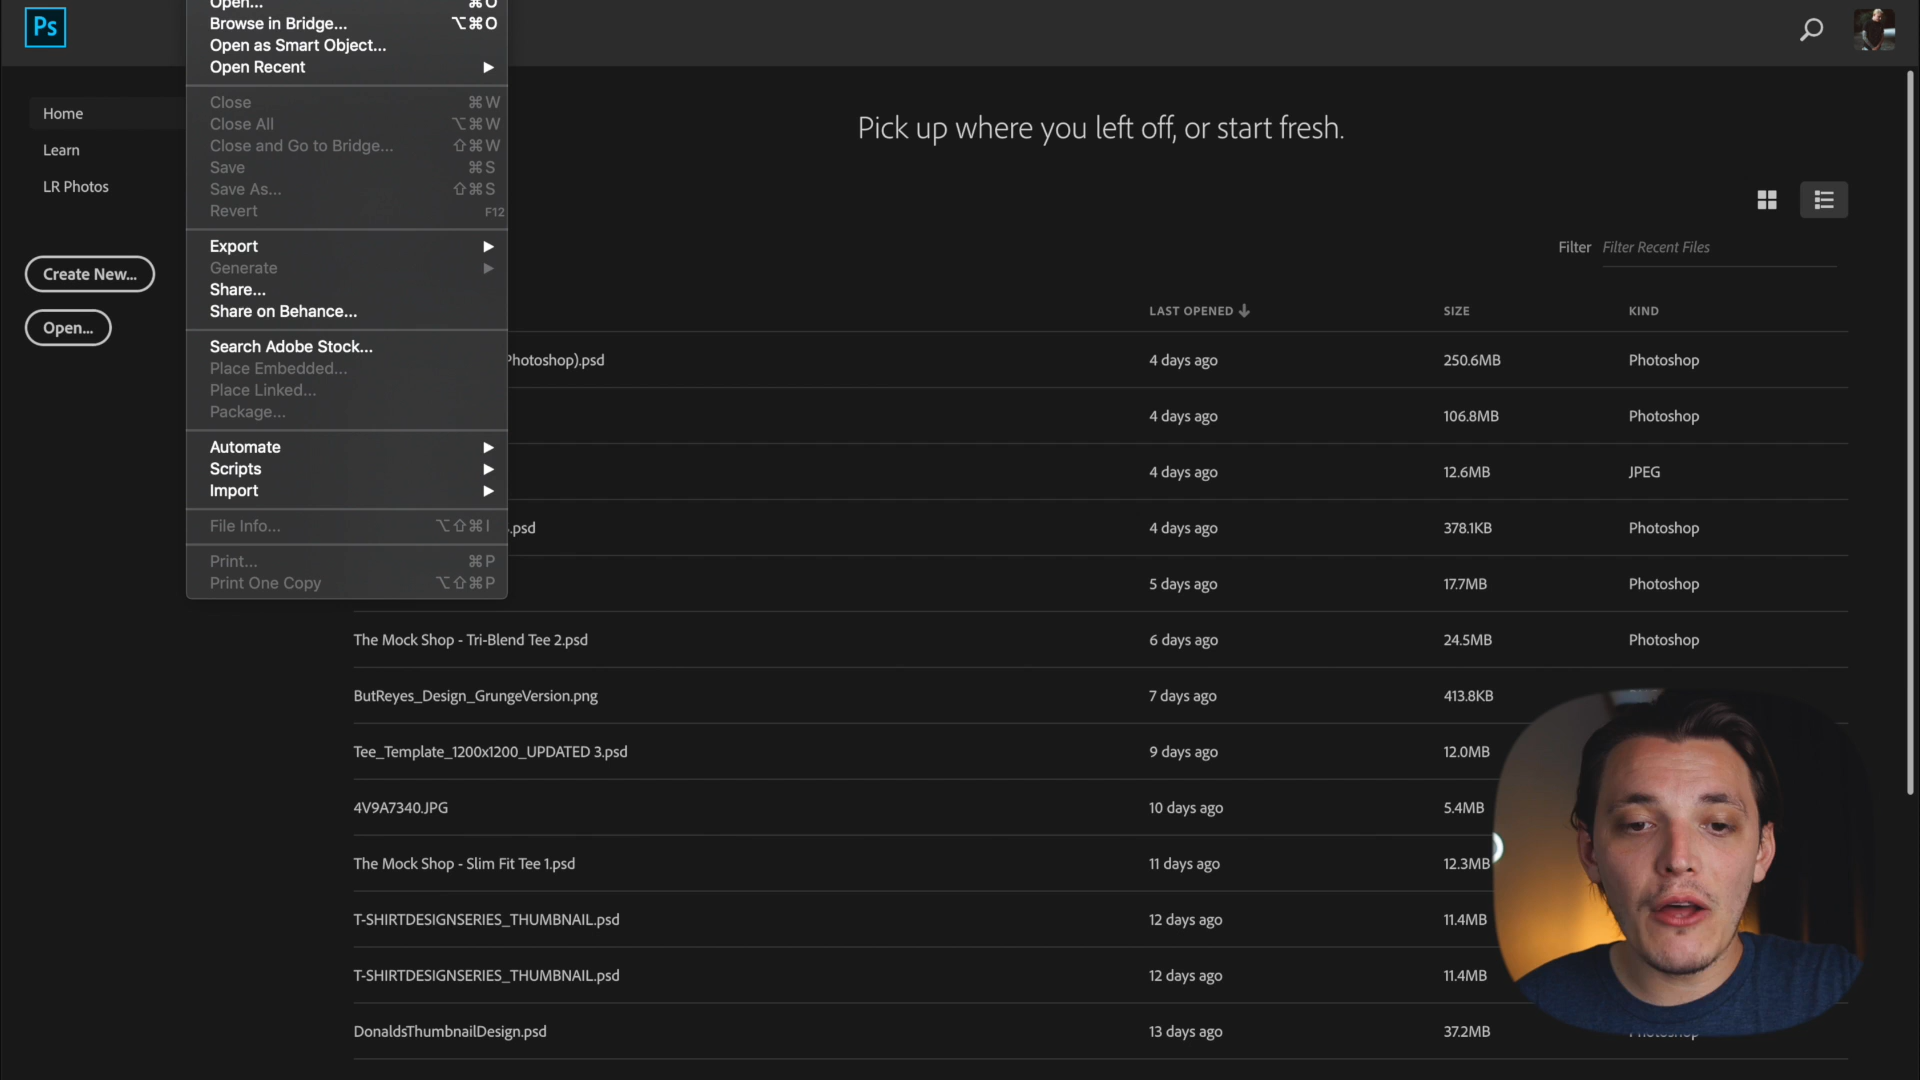 Ps
Open... ⌘O
Browse in Bridge... ⌥⌘O
Open as Smart Object...
Open Recent ▶
Close ⌘W
Close All ⌥⌘W
Close and Go to Bridge... ⇧⌘W
Save ⌘S
Save As... ⇧⌘S
Revert F12
Export ▶
Generate ▶
Share...
Share on Behance...
Search Adobe Stock...
Place Embedded...
Place Linked...
Package...
Automate ▶
Scripts ▶
Import ▶
File Info... ⌥⇧⌘I
Print... ⌘P
Print One Copy ⌥⇧⌘P
Home
Learn
LR Photos
Create New...
Open...
Pick up where you left off, or start fresh.
Filter Filter Recent Files
LAST OPENED SIZE KIND
Photoshop).psd 4 days ago 250.6MB Photoshop
4 days ago 106.8MB Photoshop
4 days ago 12.6MB JPEG
.psd 4 days ago 378.1KB Photoshop
5 days ago 17.7MB Photoshop
The Mock Shop - Tri-Blend Tee 2.psd 6 days ago 24.5MB Photoshop
ButReyes_Design_GrungeVersion.png 7 days ago 413.8KB
Tee_Template_1200x1200_UPDATED 3.psd 9 days ago 12.0MB
4V9A7340.JPG 10 days ago 5.4MB
The Mock Shop - Slim Fit Tee 1.psd 11 days ago 12.3MB
T-SHIRTDESIGNSERIES_THUMBNAIL.psd 12 days ago 11.4MB
T-SHIRTDESIGNSERIES_THUMBNAIL.psd 12 days ago 11.4MB
DonaldsThumbnailDesign.psd 13 days ago 37.2MB Photoshop